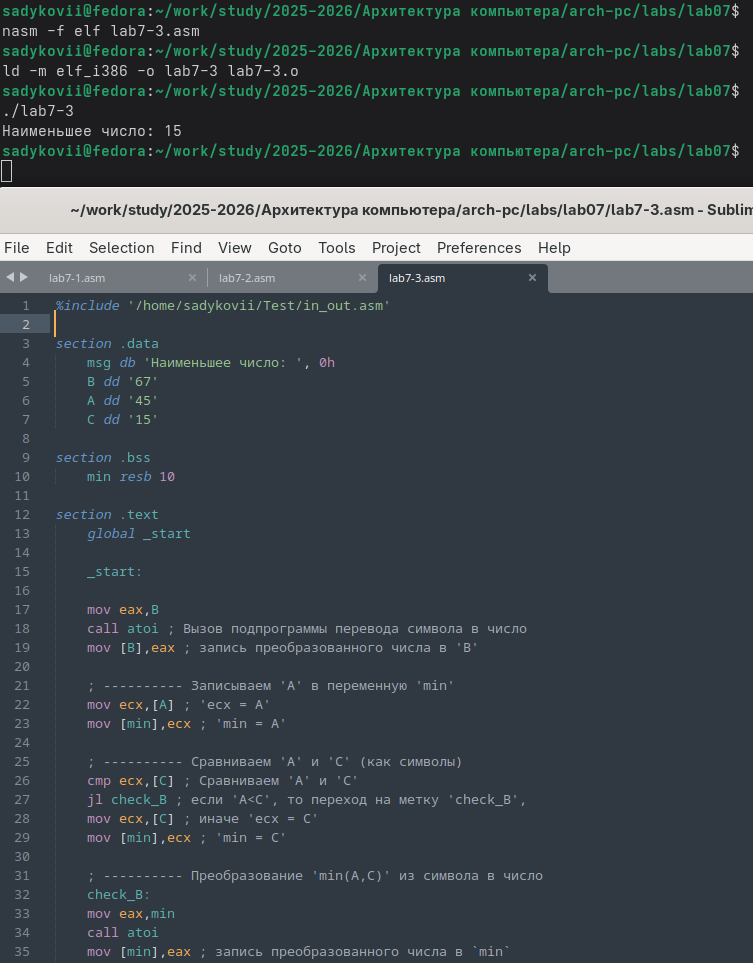 sadykovii@fedora:~/work/study/2025-2026/Архитектура компьютера/arch-pc/labs/lab07$
nasm -f elf lab7-3.asm
sadykovii@fedora:~/work/study/2025-2026/Архитектура компьютера/arch-pc/labs/lab07$
ld -m elf_i386 -o lab7-3 lab7-3.o
sadykovii@fedora:~/work/study/2025-2026/Архитектура компьютера/arch-pc/labs/lab07$
./lab7-3
Наименьшее число: 15
sadykovii@fedora:~/work/study/2025-2026/Архитектура компьютера/arch-pc/labs/lab07$
~/work/study/2025-2026/Архитектура компьютера/arch-pc/labs/lab07/lab7-3.asm - Sublim
File Edit Selection Find View Goto Tools Project Preferences Help
lab7-1.asm × lab7-2.asm × lab7-3.asm ×
1 %include '/home/sadykovii/Test/in_out.asm'
2
3 section .data
4 msg db 'Наименьшее число: ', 0h
5 B dd '67'
6 A dd '45'
7 C dd '15'
8
9 section .bss
10 min resb 10
11
12 section .text
13 global _start
14
15 _start:
16
17 mov eax,B
18 call atoi ; Вызов подпрограммы перевода символа в число
19 mov [B],eax ; запись преобразованного числа в 'B'
20
21 ; ---------- Записываем 'A' в переменную 'min'
22 mov ecx,[A] ; 'ecx = A'
23 mov [min],ecx ; 'min = A'
24
25 ; ---------- Сравниваем 'A' и 'С' (как символы)
26 cmp ecx,[C] ; Сравниваем 'A' и 'С'
27 jl check_B ; если 'A<C', то переход на метку 'check_B',
28 mov ecx,[C] ; иначе 'ecx = C'
29 mov [min],ecx ; 'min = C'
30
31 ; ---------- Преобразование 'min(A,C)' из символа в число
32 check_B:
33 mov eax,min
34 call atoi
35 mov [min],eax ; запись преобразованного числа в `min`